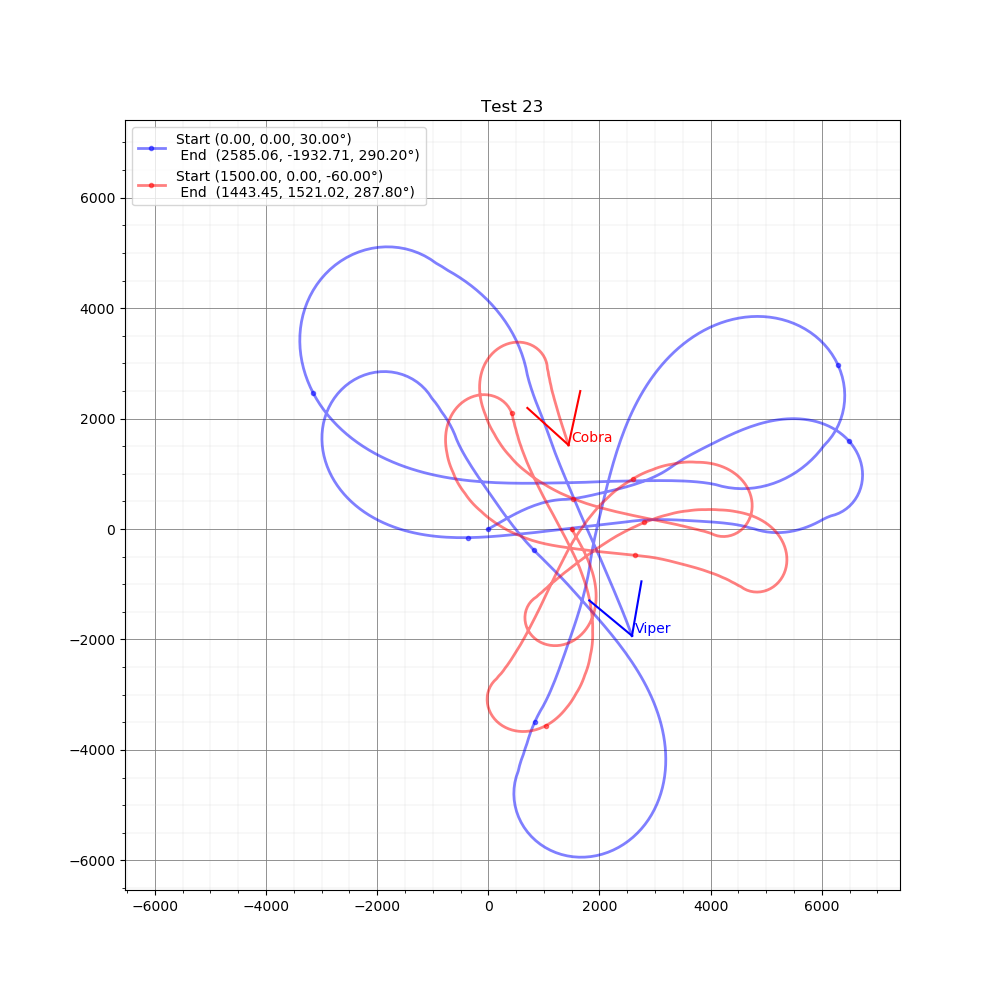 Test 23
Start (0.00, 0.00, 30.00°)
End (2585.06, -1932.71, 290.20°)
Start (1500.00, 0.00, -60.00°)
End (1443.45, 1521.02, 287.80°)
6000
4000
2000
0
−2000
−4000
−6000
Cobra
Viper
−6000 −4000 −2000 0 2000 4000 6000